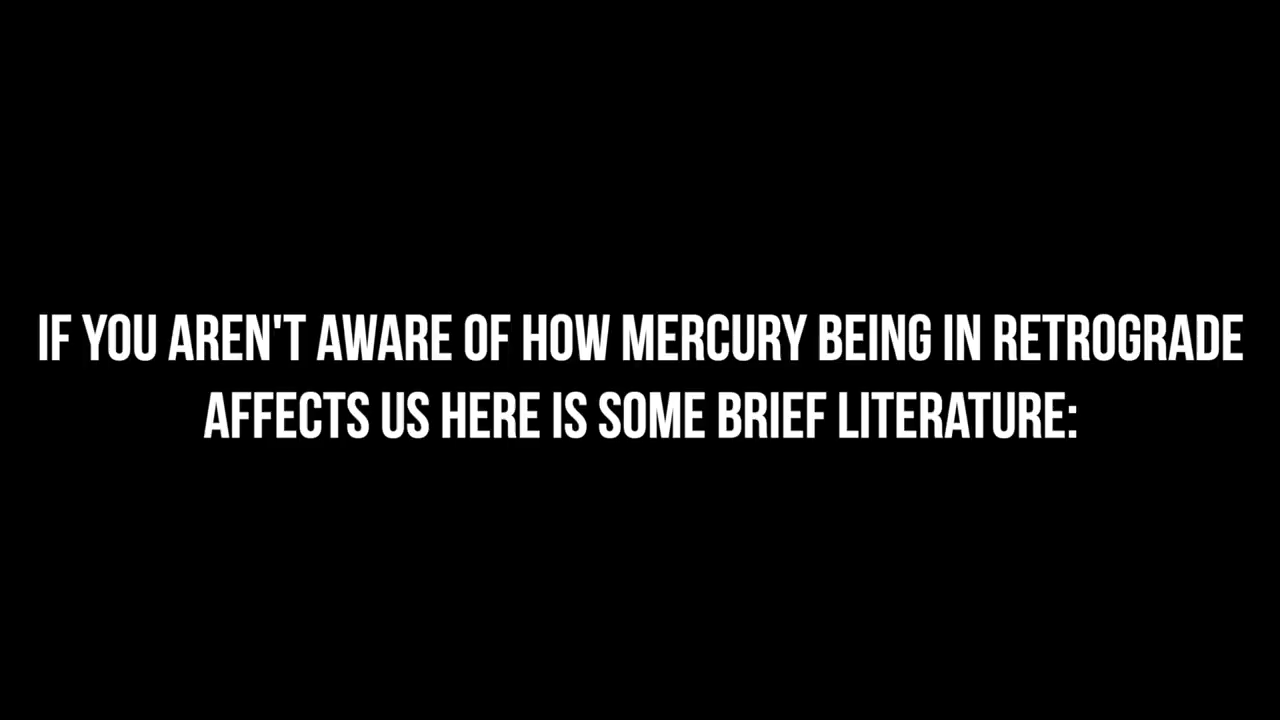 IF YOU AREN'T AWARE OF HOW MERCURY BEING IN RETROGRADE
AFFECTS US HERE IS SOME BRIEF LITERATURE: